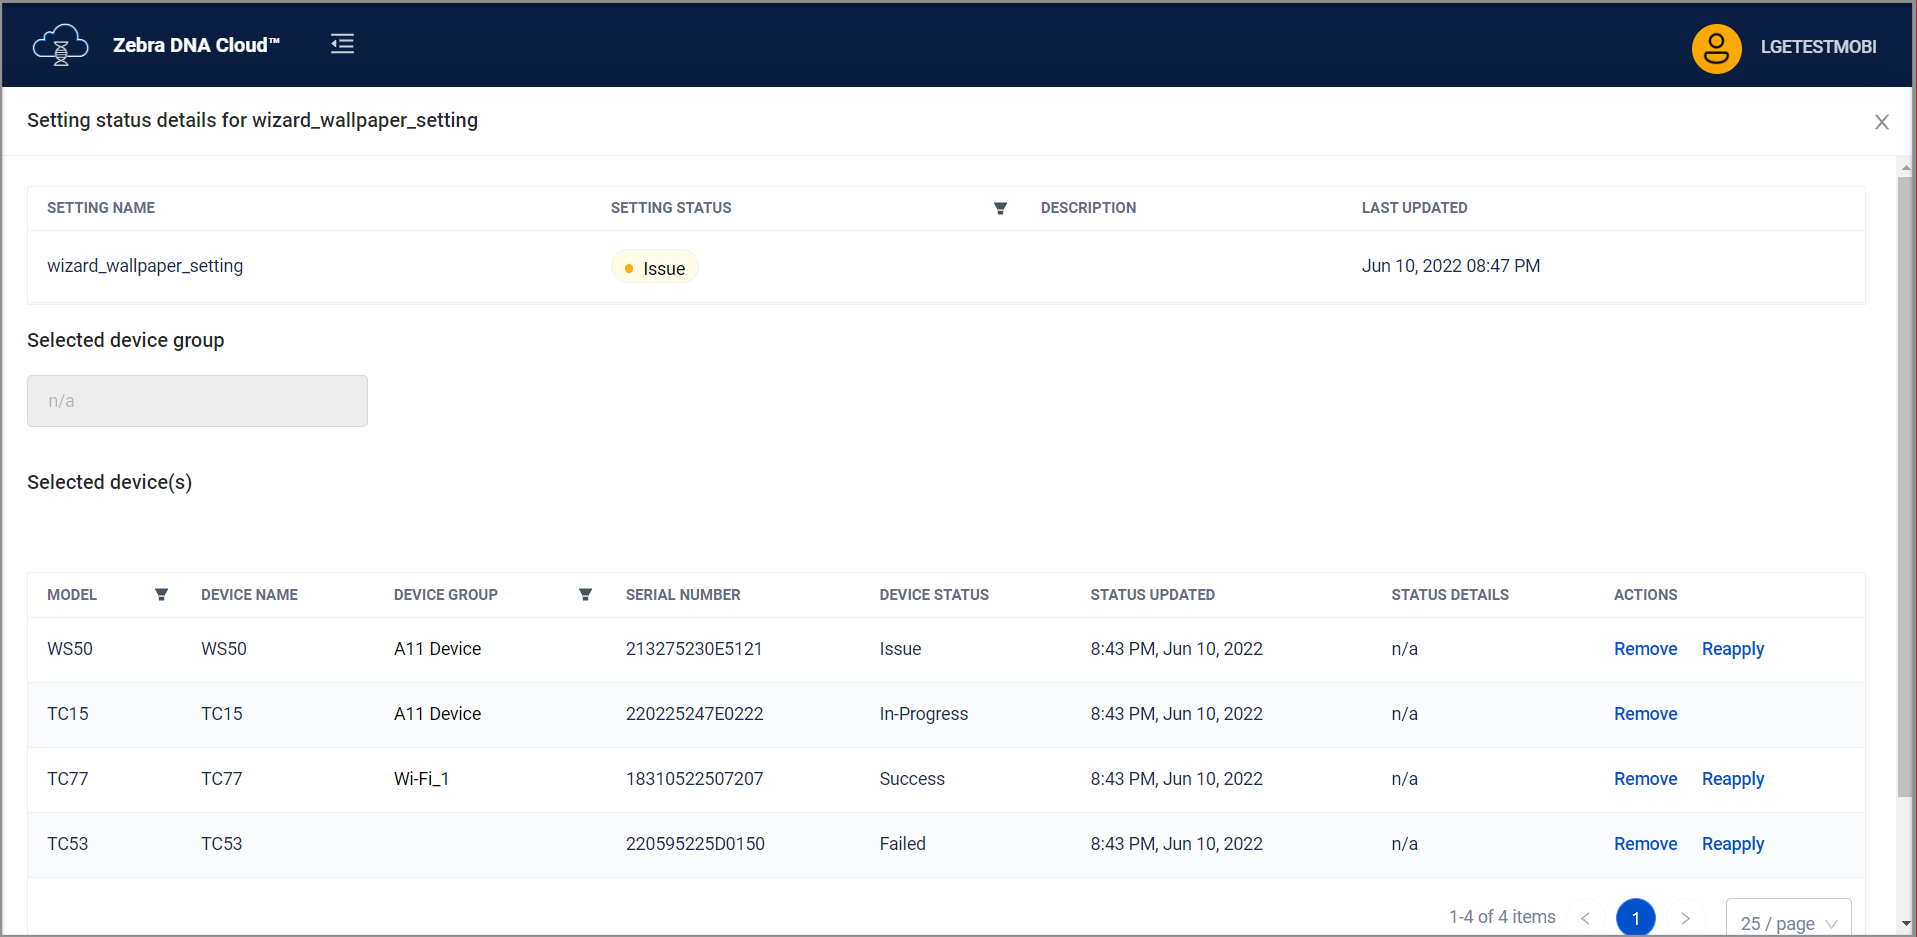 Zebra DNA Cloud™
LGETESTMOBI
Setting status details for wizard_wallpaper_setting
SETTING NAME SETTING STATUS DESCRIPTION LAST UPDATED
wizard_wallpaper_setting Issue Jun 10, 2022 08:47 PM
Selected device group
n/a
Selected device(s)
MODEL DEVICE NAME DEVICE GROUP SERIAL NUMBER DEVICE STATUS STATUS UPDATED STATUS DETAILS ACTIONS
WS50 WS50 A11 Device 213275230E5121 Issue 8:43 PM, Jun 10, 2022 n/a Remove Reapply
TC15 TC15 A11 Device 220225247E0222 In-Progress 8:43 PM, Jun 10, 2022 n/a Remove
TC77 TC77 Wi-Fi_1 18310522507207 Success 8:43 PM, Jun 10, 2022 n/a Remove Reapply
TC53 TC53 220595225D0150 Failed 8:43 PM, Jun 10, 2022 n/a Remove Reapply
1-4 of 4 items < 1 > 25 / page